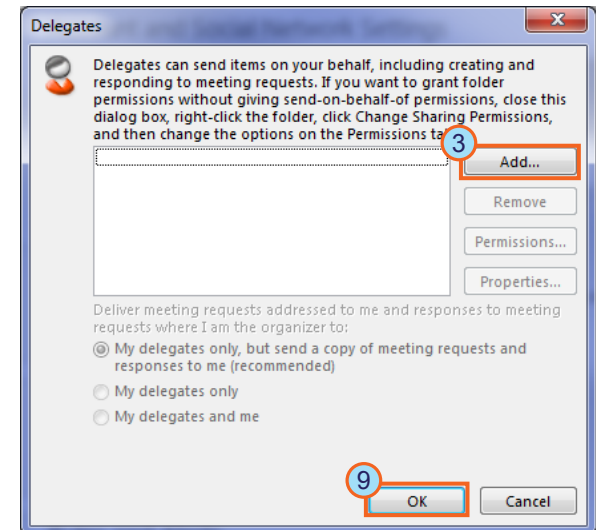 Delegates
Delegates can send items on your behalf, including creating and
responding to meeting requests. If you want to grant folder
permissions without giving send-on-behalf-of permissions, close this
dialog box, right-click the folder, click Change Sharing Permissions,
and then change the options on the Permissions
3
Add...
Remove
Permissions...
Properties...
Deliver meeting requests addressed to me and responses to meeting
requests where I am the organizer to:
My delegates only, but send a copy of meeting requests and
responses to me (recommended)
My delegates only
My delegates and me
9
OK
Cancel